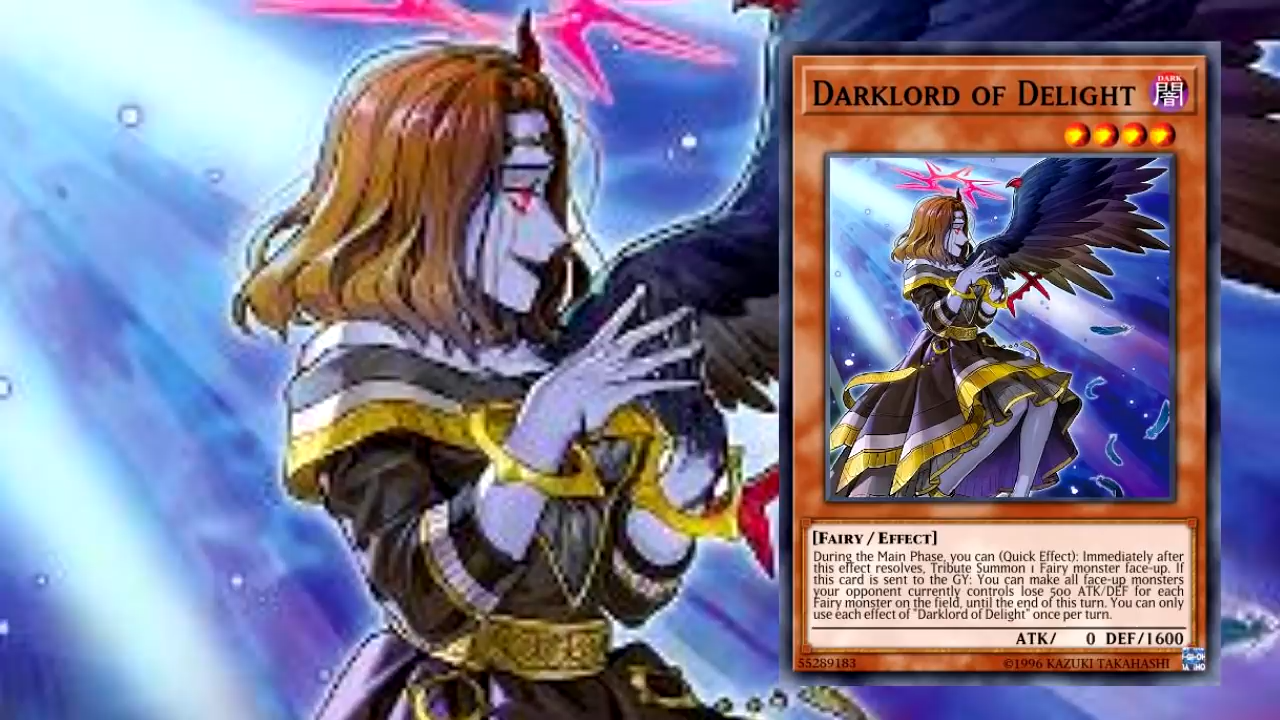 DARKLORD OF DELIGHT
DARK
闇
[FAIRY / EFFECT]
During the Main Phase, you can (Quick Effect): Immediately after
this effect resolves, Tribute Summon 1 Fairy monster face-up. If
this card is sent to the GY: You can make all face-up monsters
your opponent currently controls lose 500 ATK/DEF for each
Fairy monster on the field, until the end of this turn. You can only
use each effect of "Darklord of Delight" once per turn.
ATK/ 0 DEF/1600
55289183 ©1996 KAZUKI TAKAHASHI